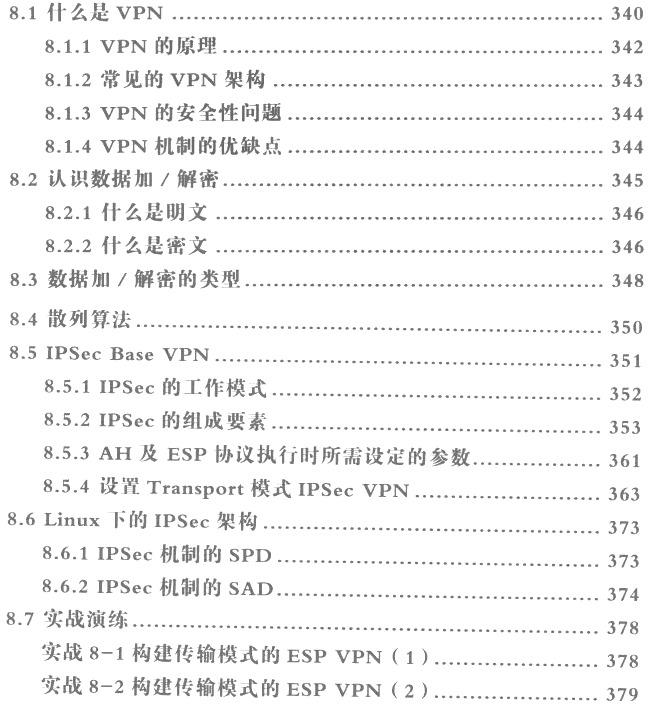 8.1 什么是 VPN ........................................ 340
8.1.1 VPN 的原理 ........................................ 342
8.1.2 常见的 VPN 架构 ........................................ 343
8.1.3 VPN 的安全性问题 ........................................ 344
8.1.4 VPN 机制的优缺点 ........................................ 344
8.2 认识数据加 / 解密 ........................................ 345
8.2.1 什么是明文 ........................................ 346
8.2.2 什么是密文 ........................................ 346
8.3 数据加 / 解密的类型 ........................................ 348
8.4 散列算法 ........................................ 350
8.5 IPSec Base VPN ........................................ 351
8.5.1 IPSec 的工作模式 ........................................ 352
8.5.2 IPSec 的组成要素 ........................................ 353
8.5.3 AH 及 ESP 协议执行时所需设定的参数 .................... 361
8.5.4 设置 Transport 模式 IPSec VPN ........................ 363
8.6 Linux 下的 IPSec 架构 ........................................ 373
8.6.1 IPSec 机制的 SPD ........................................ 373
8.6.2 IPSec 机制的 SAD ........................................ 374
8.7 实战演练 ........................................ 378
实战 8-1 构建传输模式的 ESP VPN（1） .................... 378
实战 8-2 构建传输模式的 ESP VPN（2） .................... 379